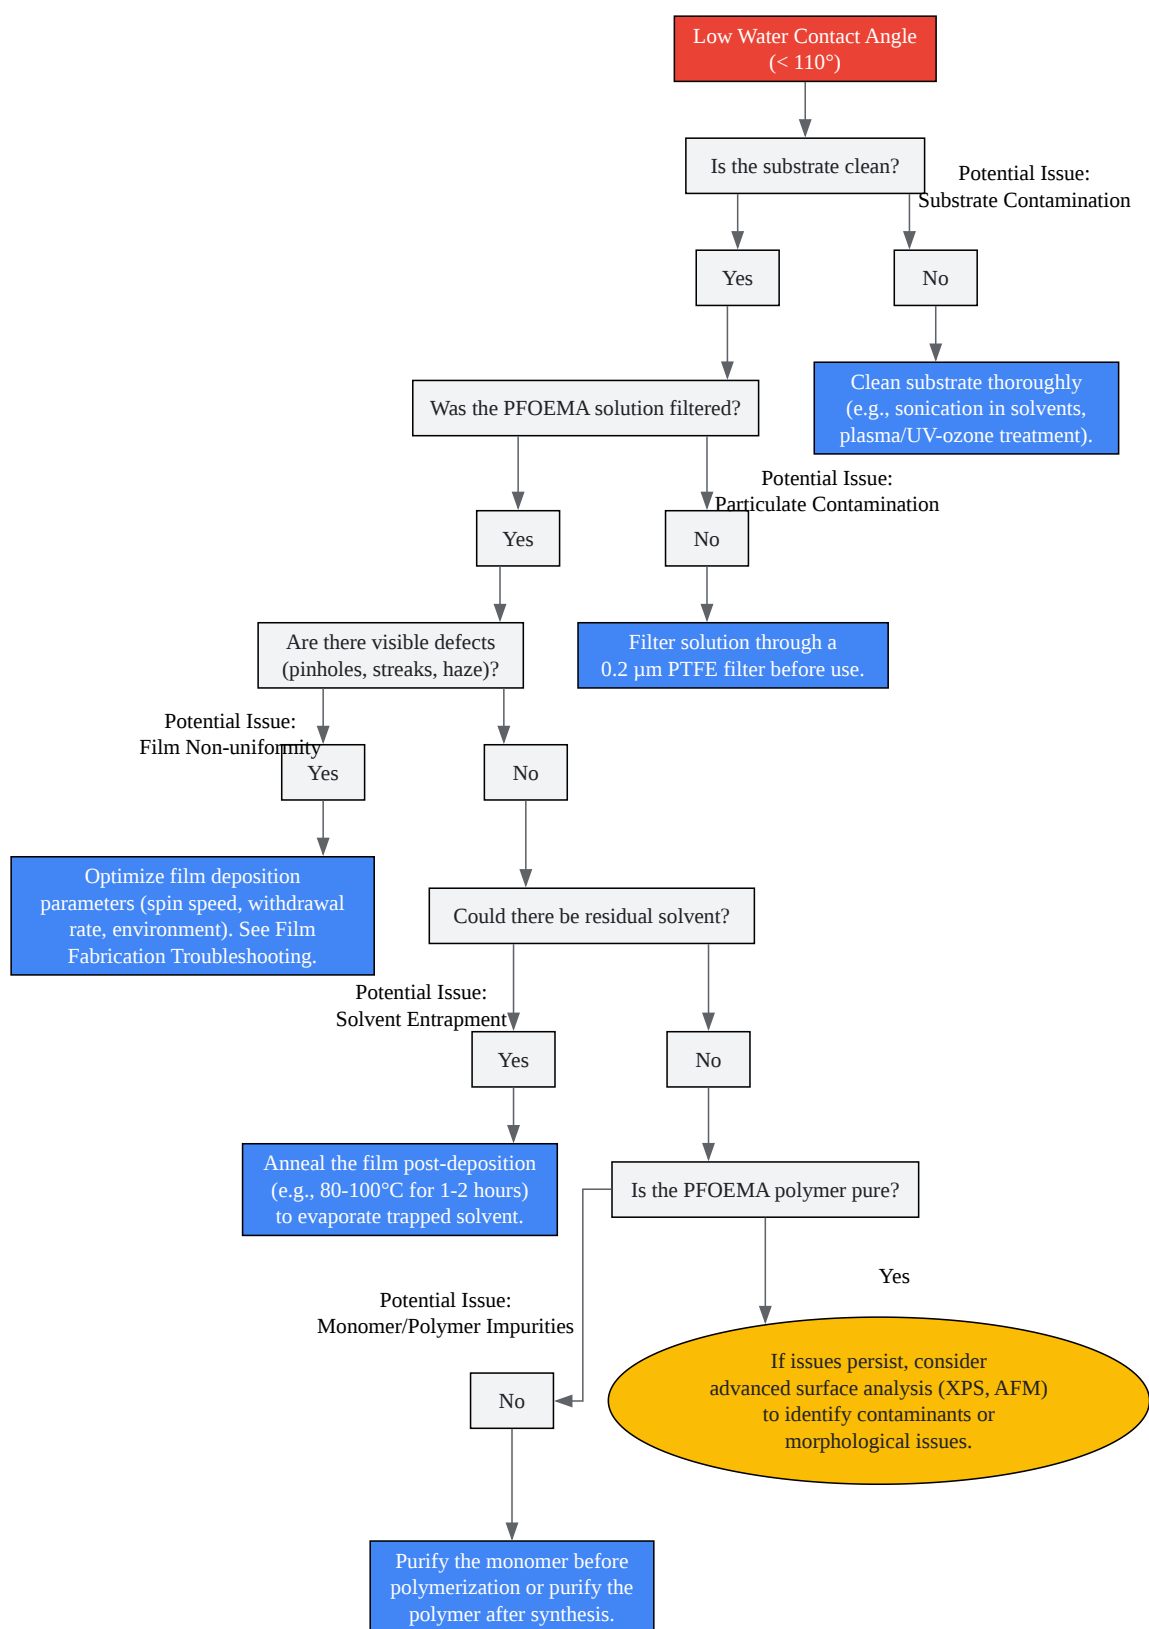 Low Water Contact Angle
(< 110°)
Is the substrate clean?
Potential Issue:
Substrate Contamination
Yes
No
Clean substrate thoroughly
(e.g., sonication in solvents,
plasma/UV-ozone treatment).
Was the PFOEMA solution filtered?
Potential Issue:
Particulate Contamination
Yes
No
Filter solution through a
0.2 µm PTFE filter before use.
Are there visible defects
(pinholes, streaks, haze)?
Potential Issue:
Film Non-uniformity
Yes
No
Optimize film deposition
parameters (spin speed, withdrawal
rate, environment). See Film
Fabrication Troubleshooting.
Could there be residual solvent?
Potential Issue:
Solvent Entrapment
Yes
No
Anneal the film post-deposition
(e.g., 80-100°C for 1-2 hours)
to evaporate trapped solvent.
Is the PFOEMA polymer pure?
Yes
Potential Issue:
Monomer/Polymer Impurities
If issues persist, consider
advanced surface analysis (XPS, AFM)
to identify contaminants or
morphological issues.
No
Purify the monomer before
polymerization or purify the
polymer after synthesis.